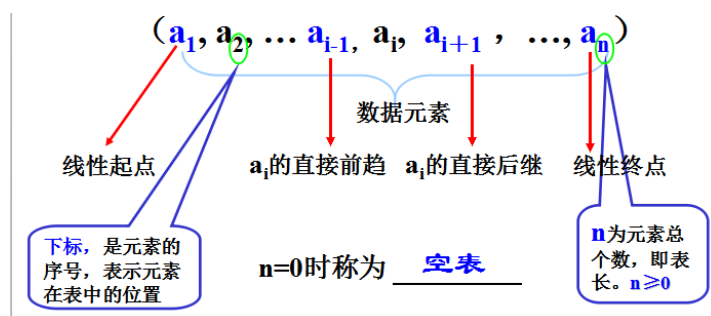 （a1, a2, … ai-1, ai, ai＋1 ， …, an）
数据元素
线性起点
ai的直接前趋
ai的直接后继
线性终点
下标，是元素的
序号，表示元素
在表中的位置
n=0时称为 空表
n为元素总
个数，即表
长。n≥0